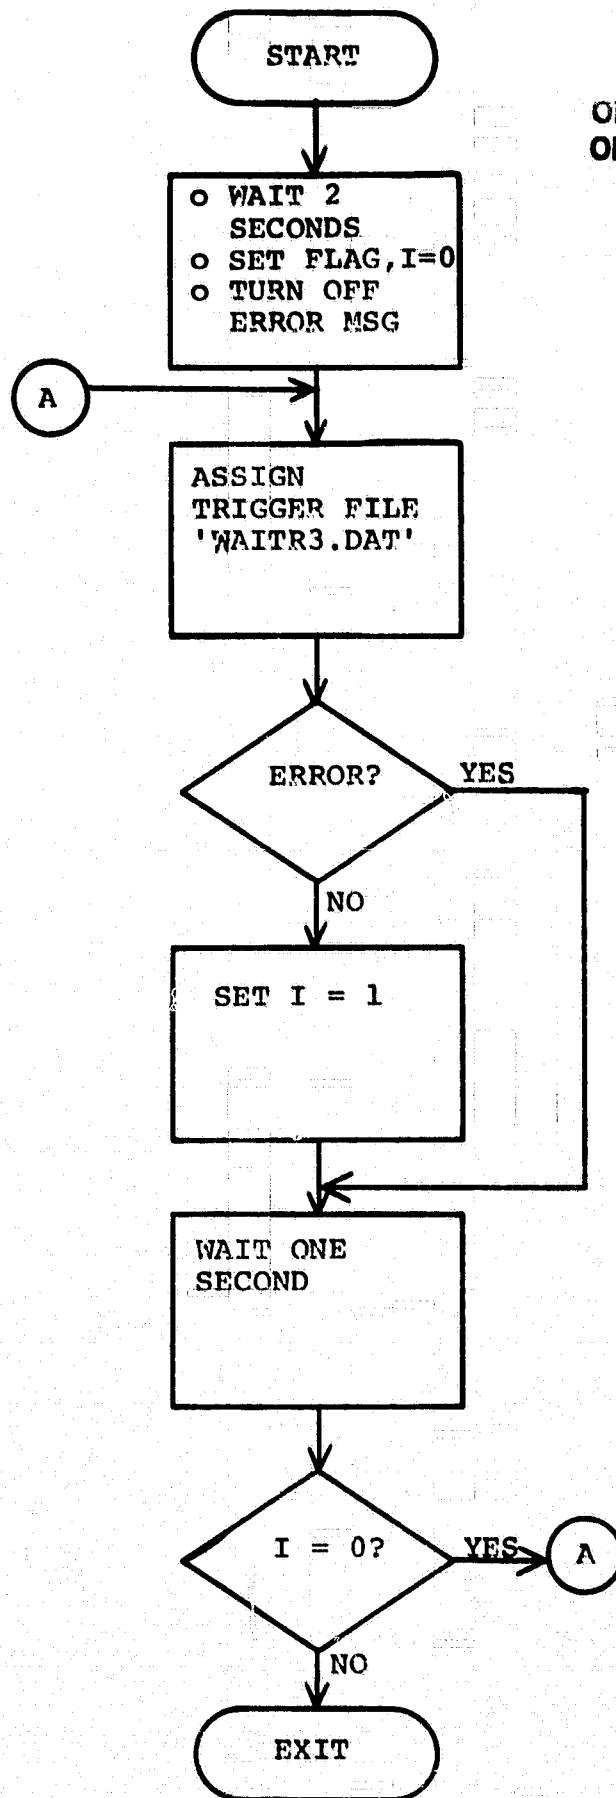 START
o WAIT 2
SECONDS
o SET FLAG,I=0
o TURN OFF
ERROR MSG
A
ASSIGN
TRIGGER FILE
'WAITR3.DAT'
ERROR?
YES
NO
SET I = 1
WAIT ONE
SECOND
I = 0?
YES
A
NO
EXIT